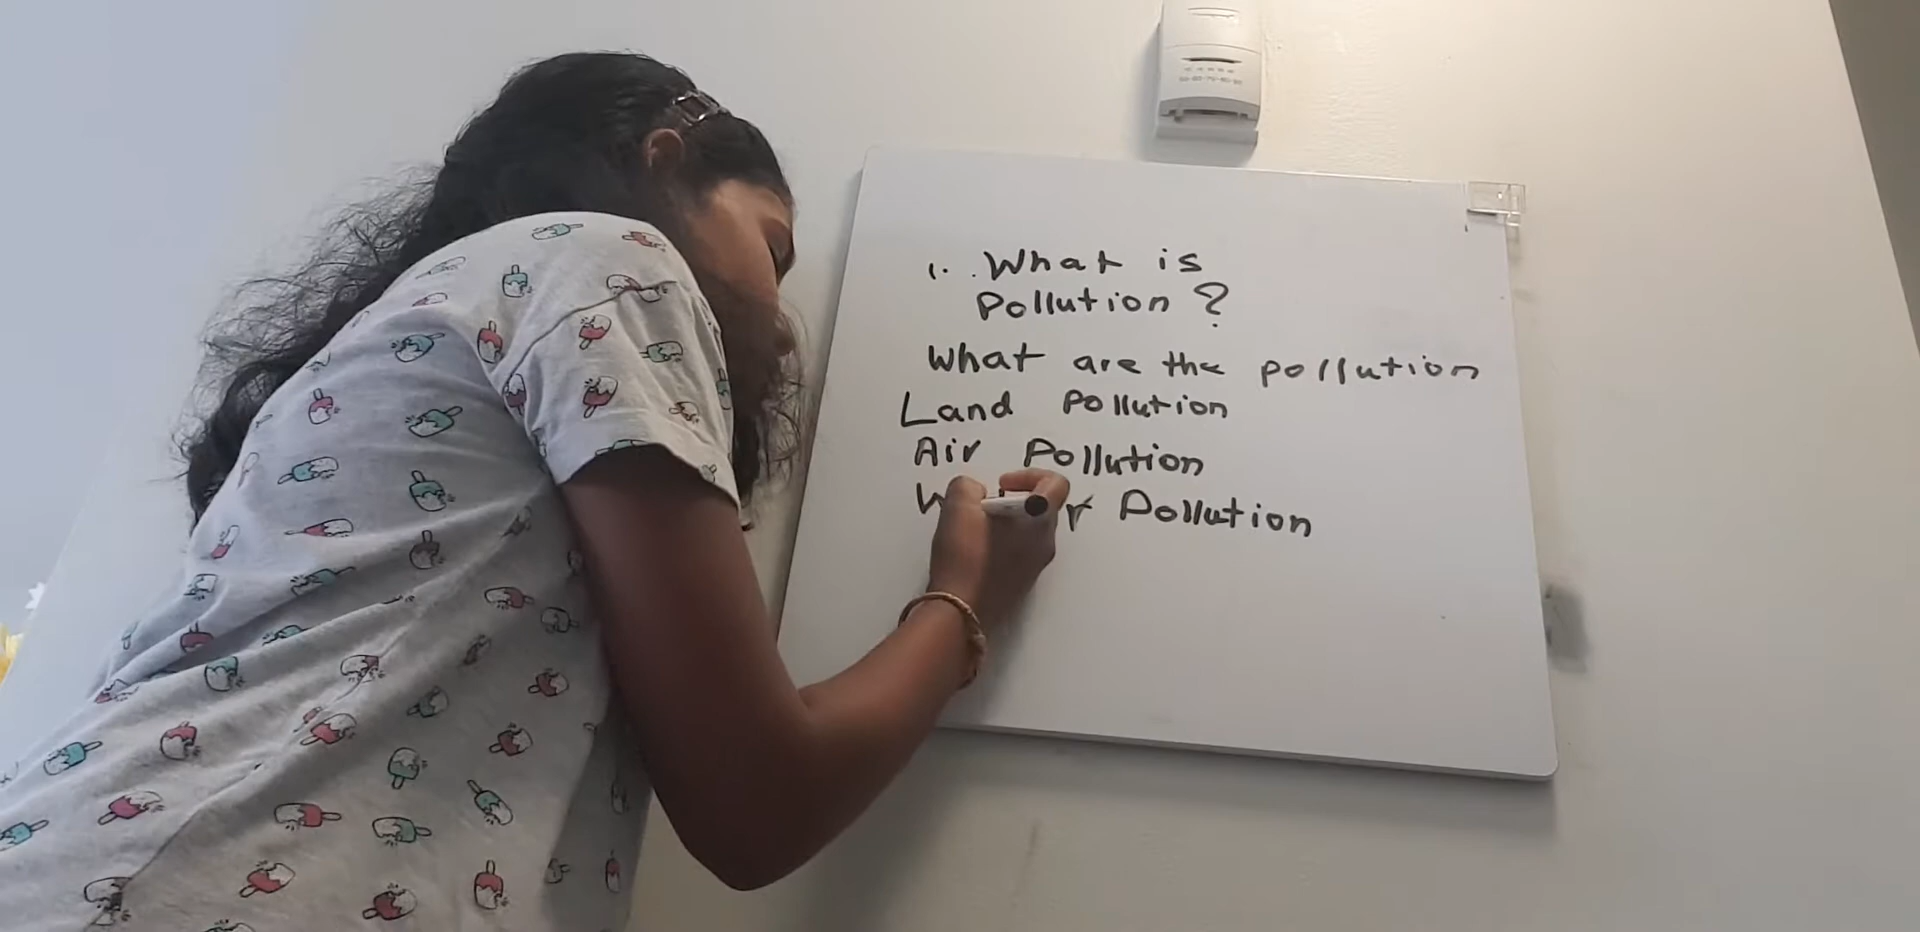 1. What is
Pollution ?
What are the pollution
Land Pollution
Air Pollution
Pollution